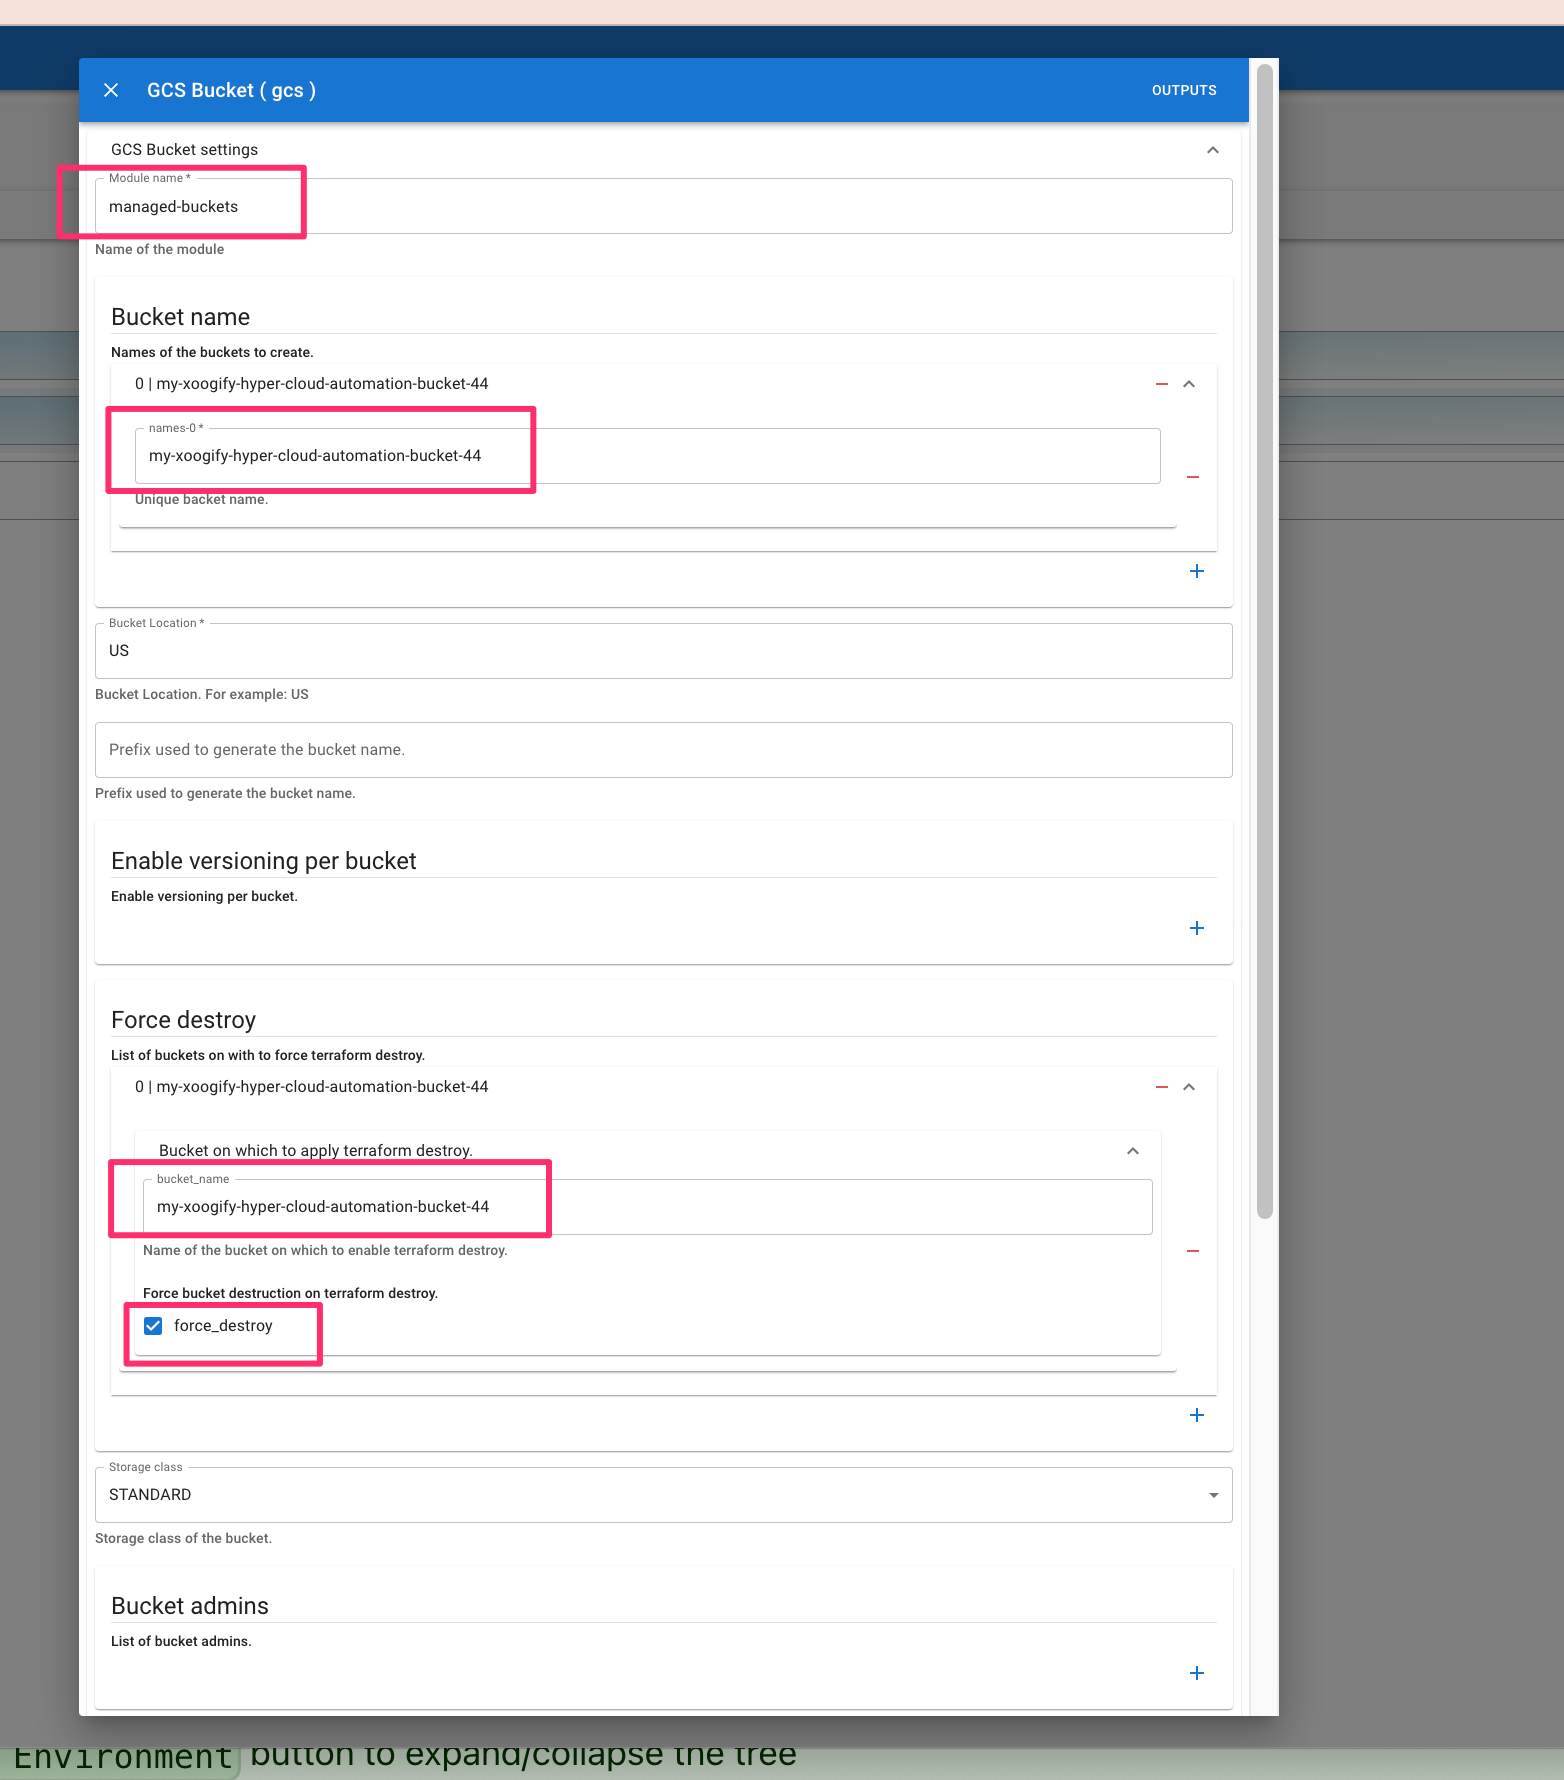 GCS Bucket ( gcs )
OUTPUTS
GCS Bucket settings
Module name *
managed-buckets
Name of the module
Bucket name
Names of the buckets to create.
0 | my-xoogify-hyper-cloud-automation-bucket-44
names-0 *
my-xoogify-hyper-cloud-automation-bucket-44
Unique backet name.
Bucket Location *
US
Bucket Location. For example: US
Prefix used to generate the bucket name.
Prefix used to generate the bucket name.
Enable versioning per bucket
Enable versioning per bucket.
Force destroy
List of buckets on with to force terraform destroy.
0 | my-xoogify-hyper-cloud-automation-bucket-44
Bucket on which to apply terraform destroy.
bucket_name
my-xoogify-hyper-cloud-automation-bucket-44
Name of the bucket on which to enable terraform destroy.
Force bucket destruction on terraform destroy.
force_destroy
Storage class
STANDARD
Storage class of the bucket.
Bucket admins
List of bucket admins.
Environment button to expand/collapse the tree